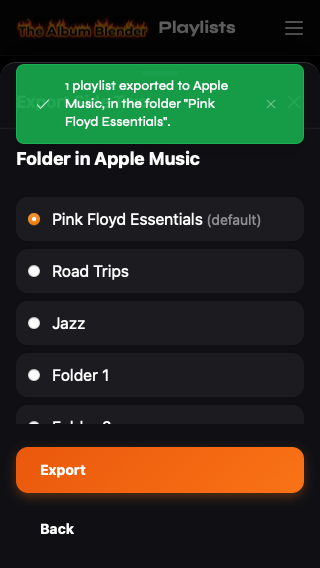 The Album Blender
Playlists
1 playlist exported to Apple
Music, in the folder "Pink
Floyd Essentials".
Folder in Apple Music
Pink Floyd Essentials (default)
Road Trips
Jazz
Folder 1
Export
Back